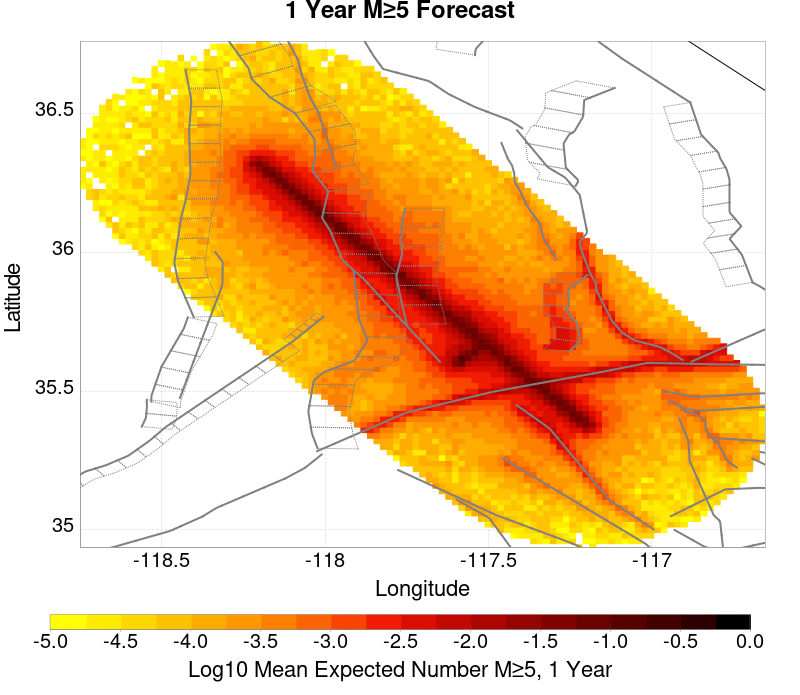 1 Year M≥5 Forecast
36.5
36
35.5
35
Latitude
-118.5 -118 -117.5 -117
Longitude
-5.0 -4.5 -4.0 -3.5 -3.0 -2.5 -2.0 -1.5 -1.0 -0.5 0.0
Log10 Mean Expected Number M≥5, 1 Year